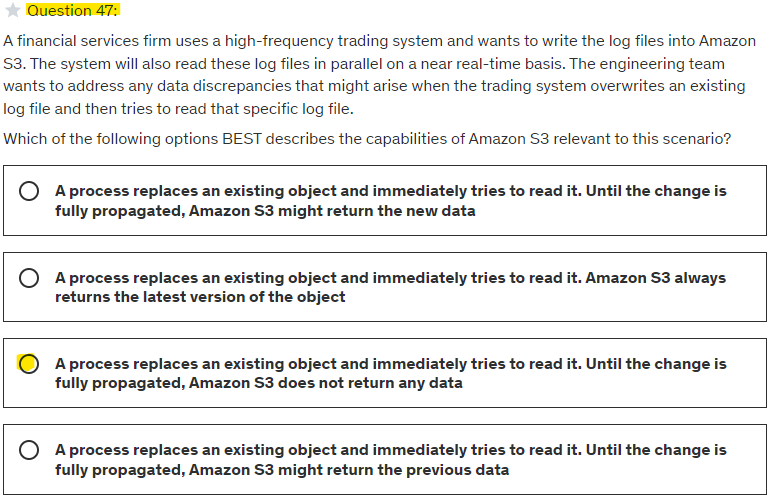 Question 47:
A financial services firm uses a high-frequency trading system and wants to write the log files into Amazon
S3. The system will also read these log files in parallel on a near real-time basis. The engineering team
wants to address any data discrepancies that might arise when the trading system overwrites an existing
log file and then tries to read that specific log file.
Which of the following options BEST describes the capabilities of Amazon S3 relevant to this scenario?
A process replaces an existing object and immediately tries to read it. Until the change is
fully propagated, Amazon S3 might return the new data
A process replaces an existing object and immediately tries to read it. Amazon S3 always
returns the latest version of the object
A process replaces an existing object and immediately tries to read it. Until the change is
fully propagated, Amazon S3 does not return any data
A process replaces an existing object and immediately tries to read it. Until the change is
fully propagated, Amazon S3 might return the previous data